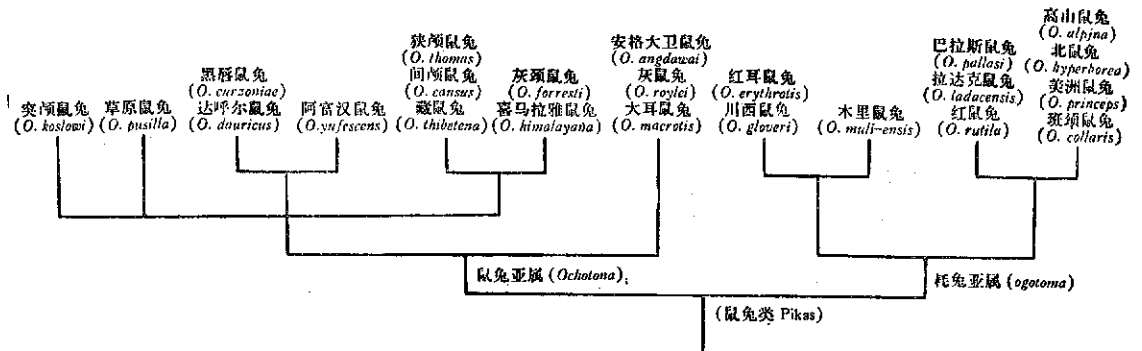 突颅鼠兔
(O. koslowi)
草原鼠兔
(O. pusilla)
黑唇鼠兔
(O. curzoniae)
达呼尔鼠兔
(O. dauricus)
阿富汉鼠兔
(O. yufescens)
狭颅鼠兔
(O. thomas)
间颅鼠兔
(O. cansus)
藏鼠兔
(O. thibetena)
灰颈鼠兔
(O. forresti)
喜马拉雅鼠兔
(O. himalayana)
安格大卫鼠兔
(O. angdawai)
灰鼠兔
(O. roylei)
大耳鼠兔
(O. macrotis)
红耳鼠兔
(O. erythrotis)
川西鼠兔
(O. gloveri)
木里鼠兔
(O. muli-ensis)
巴拉斯鼠兔
(O. pallasi)
拉达克鼠兔
(O. ladacensis)
红鼠兔
(O. rutila)
高山鼠兔
(O. alpina)
北鼠兔
(O. hyperborea)
美洲鼠兔
(O. princeps)
斑颈鼠兔
(O. collaris)
鼠兔亚属 (Ochotona)
耗兔亚属 (ogotoma)
(鼠兔类 Pikas)